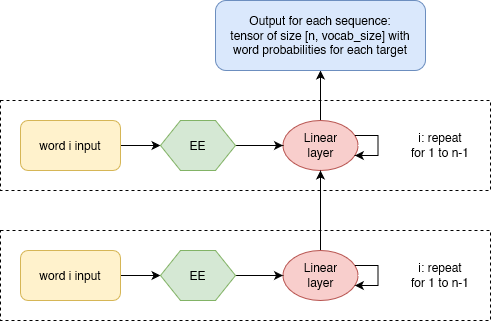 Output for each sequence:
tensor of size [n, vocab_size] with
word probabilities for each target
word i input
EE
Linear
layer
i: repeat
for 1 to n-1
word i input
EE
Linear
layer
i: repeat
for 1 to n-1